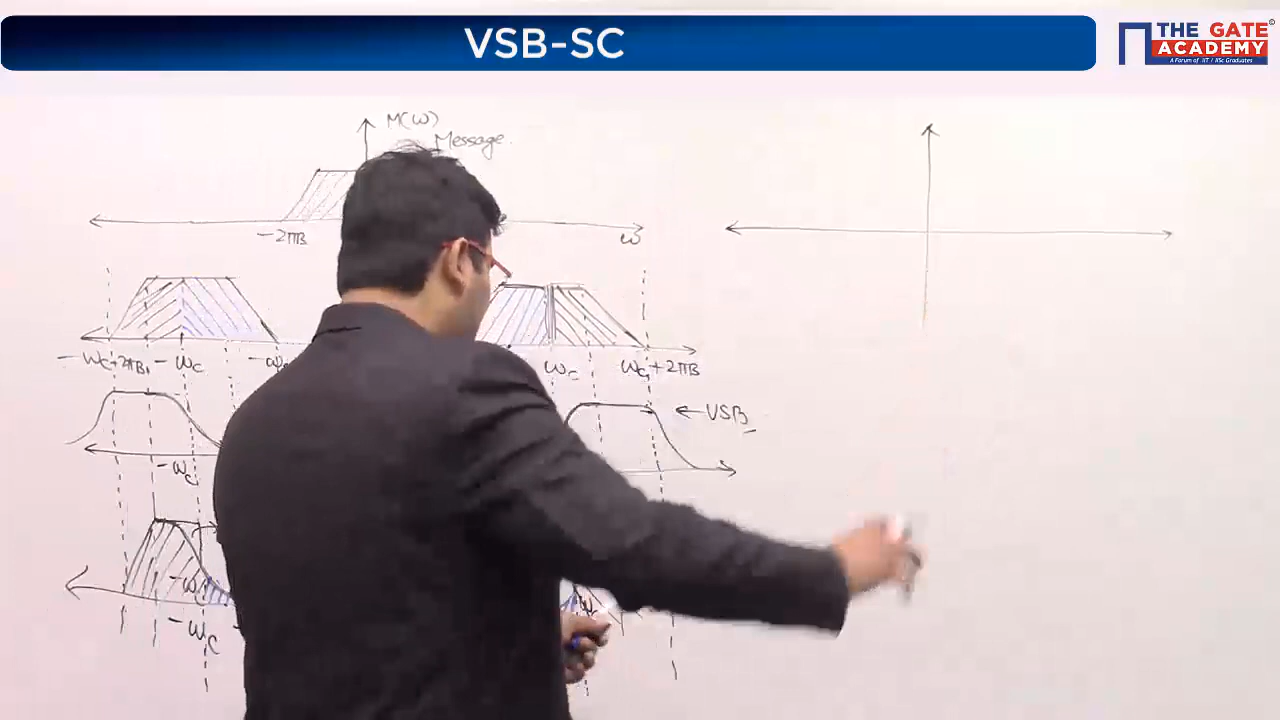 VSB-SC
THE GATE
ACADEMY
A Forum of IIT / IISc Graduates
M(ω)
Message
-2πB
ω
-ωc-2πB
-ωc
ωc
ωc+2πB
← VSB
-ωc
-ωc
-ωc